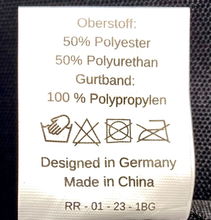 Oberstoff:
50% Polyester
50% Polyurethan
Gurtband:
100 % Polypropylen
Designed in Germany
Made in China
RR - 01 - 23 - 1BG